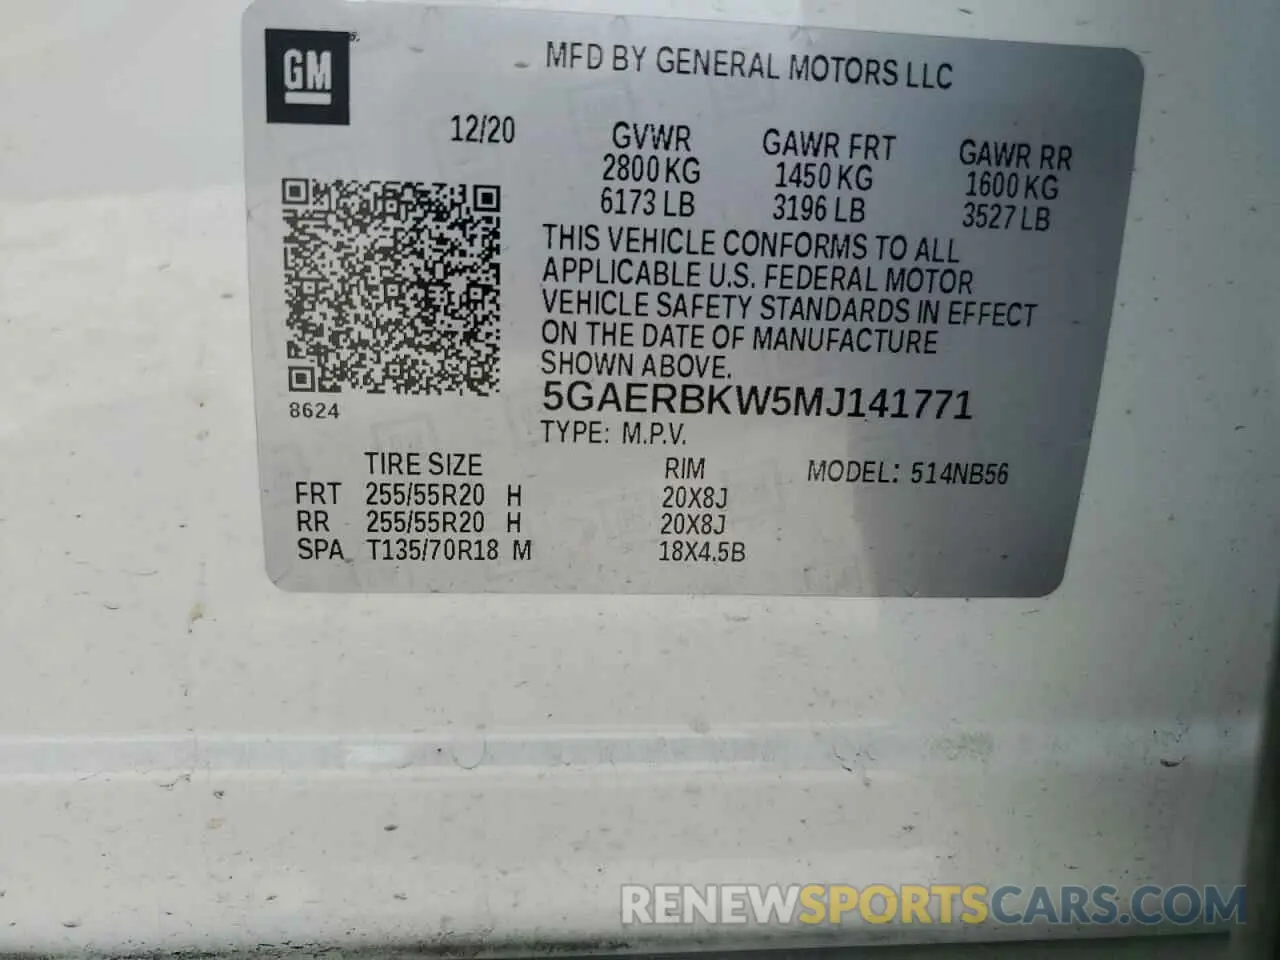 GM
MFD BY GENERAL MOTORS LLC
12/20
GVWR GAWR FRT GAWR RR
2800 KG 1450 KG 1600 KG
6173 LB 3196 LB 3527 LB
THIS VEHICLE CONFORMS TO ALL
APPLICABLE U.S. FEDERAL MOTOR
VEHICLE SAFETY STANDARDS IN EFFECT
ON THE DATE OF MANUFACTURE
SHOWN ABOVE.
8624
5GAERBKW5MJ141771
TYPE: M.P.V.
TIRE SIZE RIM MODEL: 514NB56
FRT 255/55R20 H 20X8J
RR 255/55R20 H 20X8J
SPA T135/70R18 M 18X4.5B
RENEWSPORTSCARS.COM